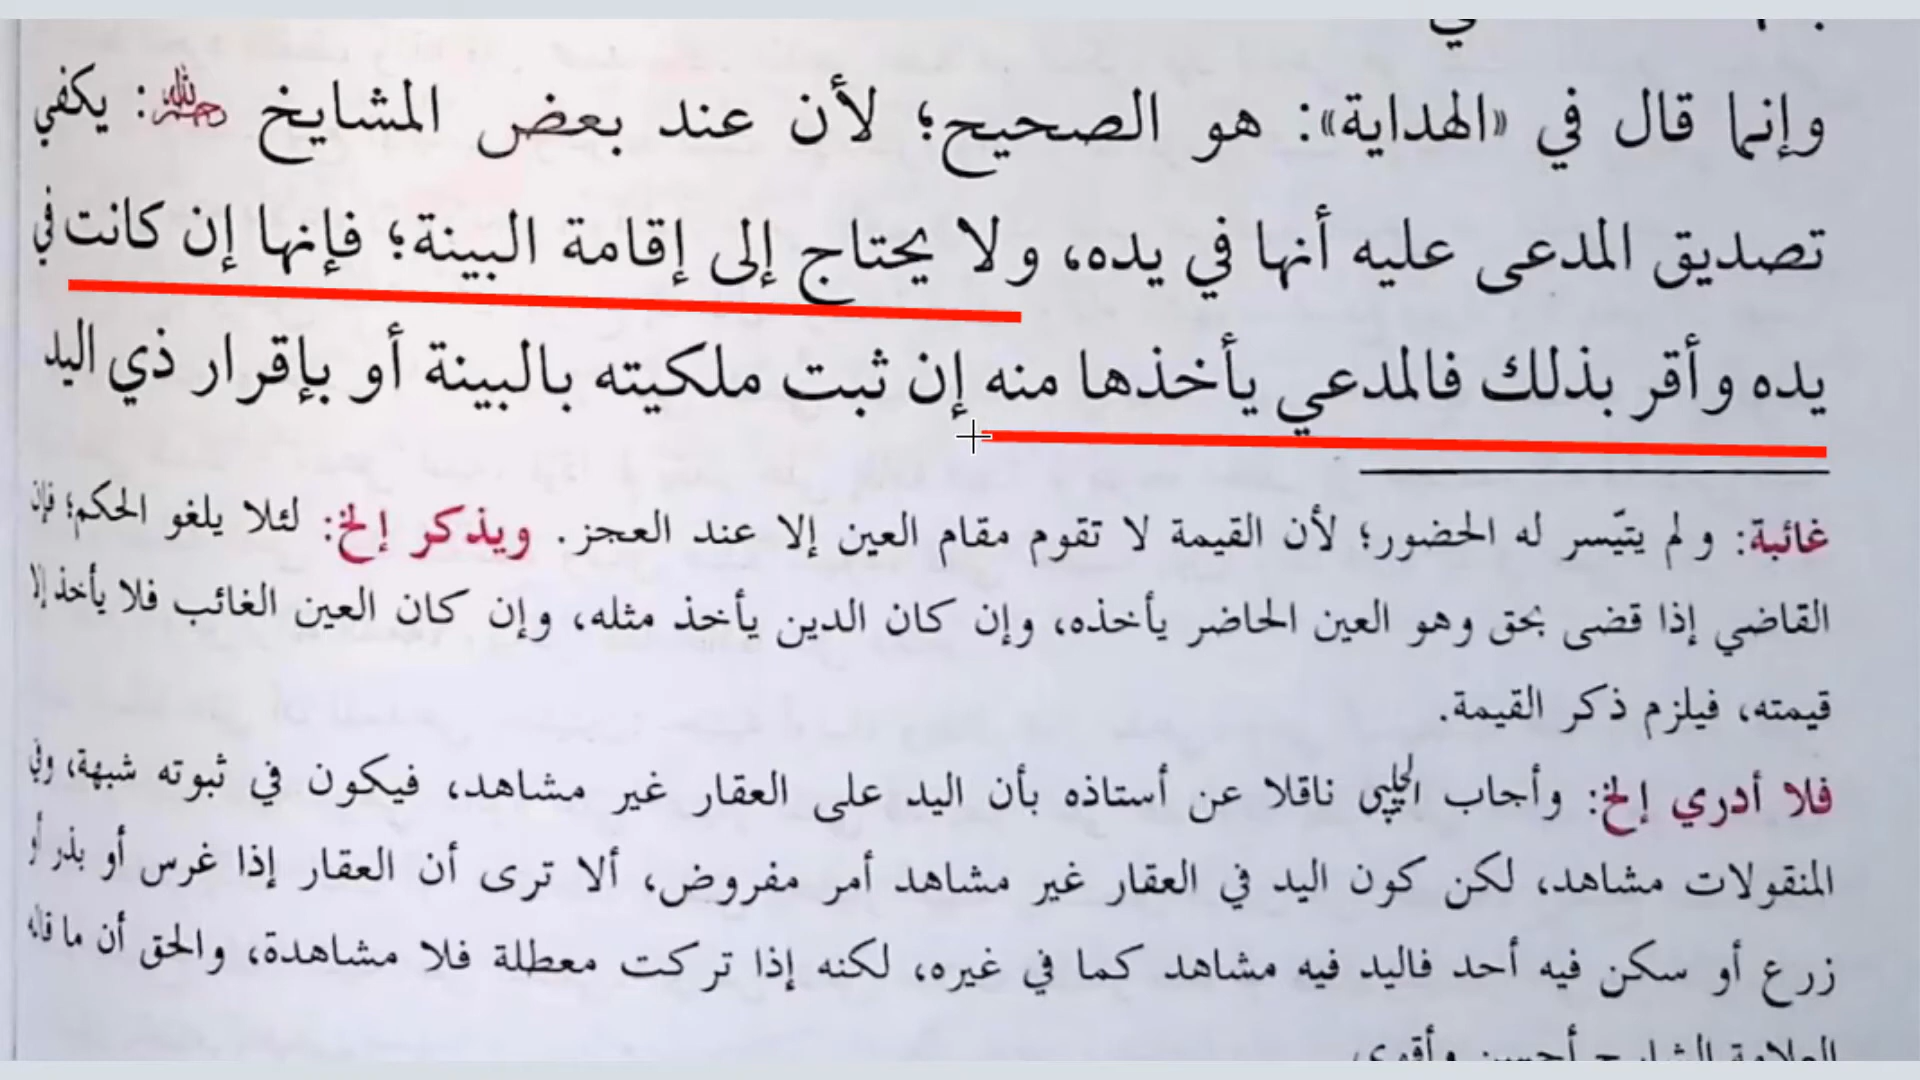 وإنما قال في «الهداية»: هو الصحيح؛ لأن عند بعض المشايخ رحمهم الله: يكفي
تصديق المدعى عليه أنها في يده، ولا يحتاج إلى إقامة البينة؛ فإنها إن كانت في
يده وأقر بذلك فالمدعي يأخذها منه إن ثبت ملكيته بالبينة أو بإقرار ذي اليد
غائبة: ولم يتيّسر له الحضور؛ لأن القيمة لا تقوم مقام العين إلا عند العجز. ويذكر إلخ: لئلا يلغو الحكم؛ فإن
القاضي إذا قضى بحق وهو العين الحاضر يأخذه، وإن كان الدين يأخذ مثله، وإن كان العين الغائب فلا يأخذ إلا
قيمته، فيلزم ذكر القيمة.
فلا أدري إلخ: وأجاب الچلپي ناقلا عن أستاذه بأن اليد على العقار غير مشاهد، فيكون في ثبوته شبهة، وفي
المنقولات مشاهد، لكن كون اليد في العقار غير مشاهد أمر مفروض، ألا ترى أن العقار إذا غرس أو بذر أو
زرع أو سكن فيه أحد فاليد فيه مشاهد كما في غيره، لكنه إذا تركت معطلة فلا مشاهدة، والحق أن ما قاله
العلامة الشارح أحسن وأقوى